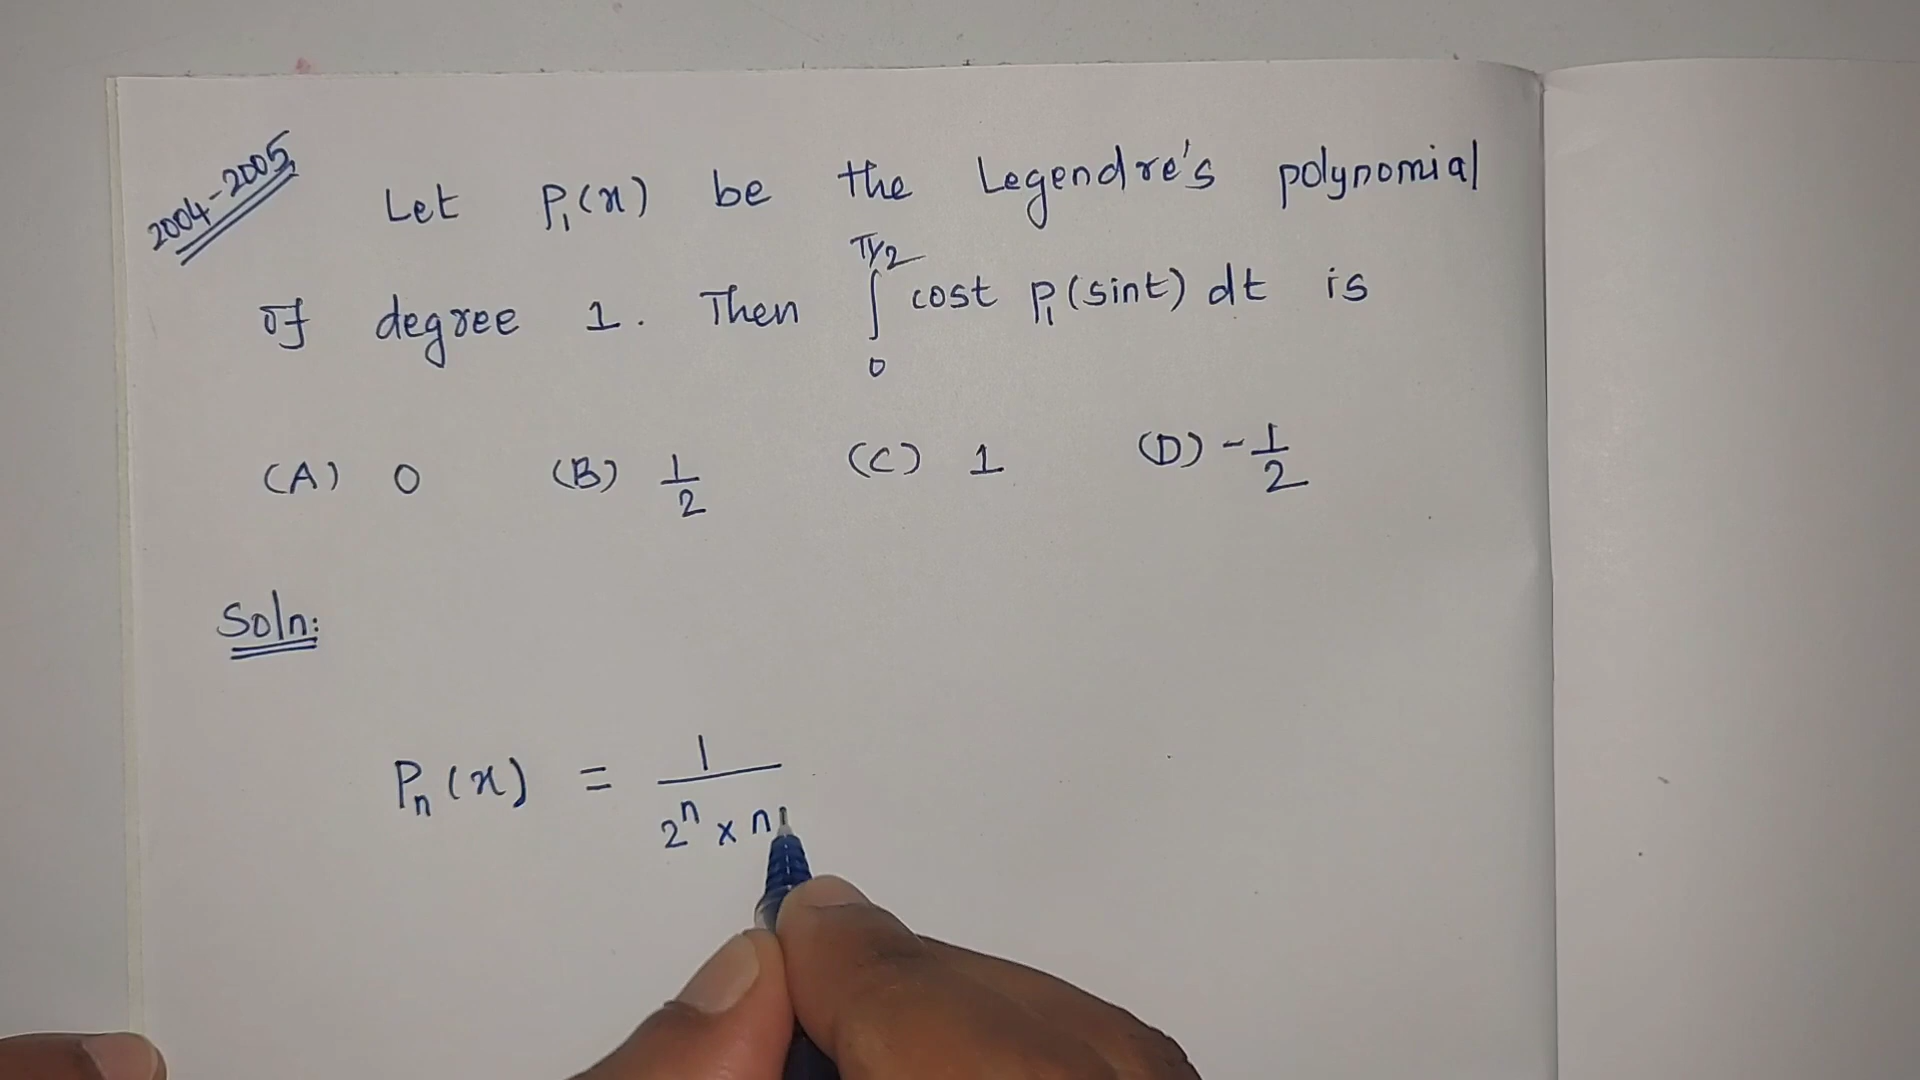 2004-2005
Let P₁(x) be the Legendre's polynomial
of degree 1. Then ∫₀^{π/2} cost P₁(sint) dt is
(A) 0 (B) 1/2 (C) 1 (D) -1/2
Soln:
Pₙ(x) = 1/(2ⁿ × n!